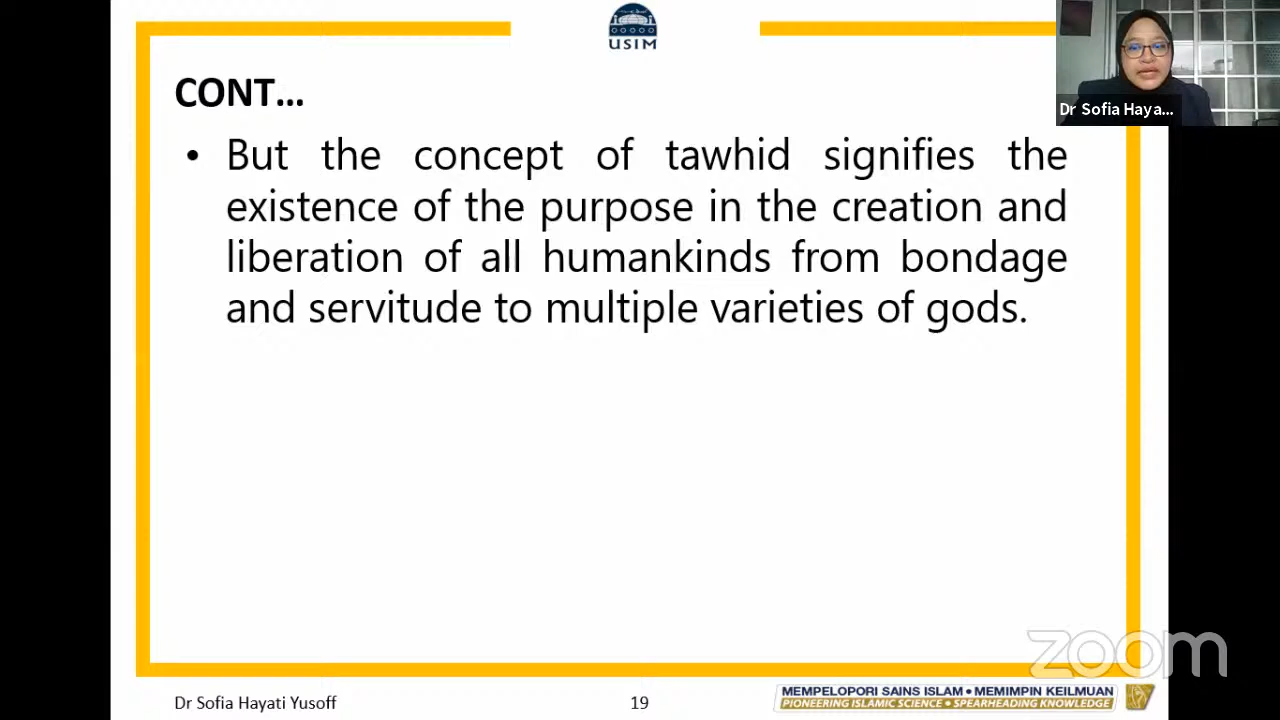 USIM
Dr Sofia Haya...
CONT...
• But the concept of tawhid signifies the
existence of the purpose in the creation and
liberation of all humankinds from bondage
and servitude to multiple varieties of gods.
zoom
Dr Sofia Hayati Yusoff
19
MEMPELOPORI SAINS ISLAM • MEMIMPIN KEILMUAN
PIONEERING ISLAMIC SCIENCE • SPEARHEADING KNOWLEDGE